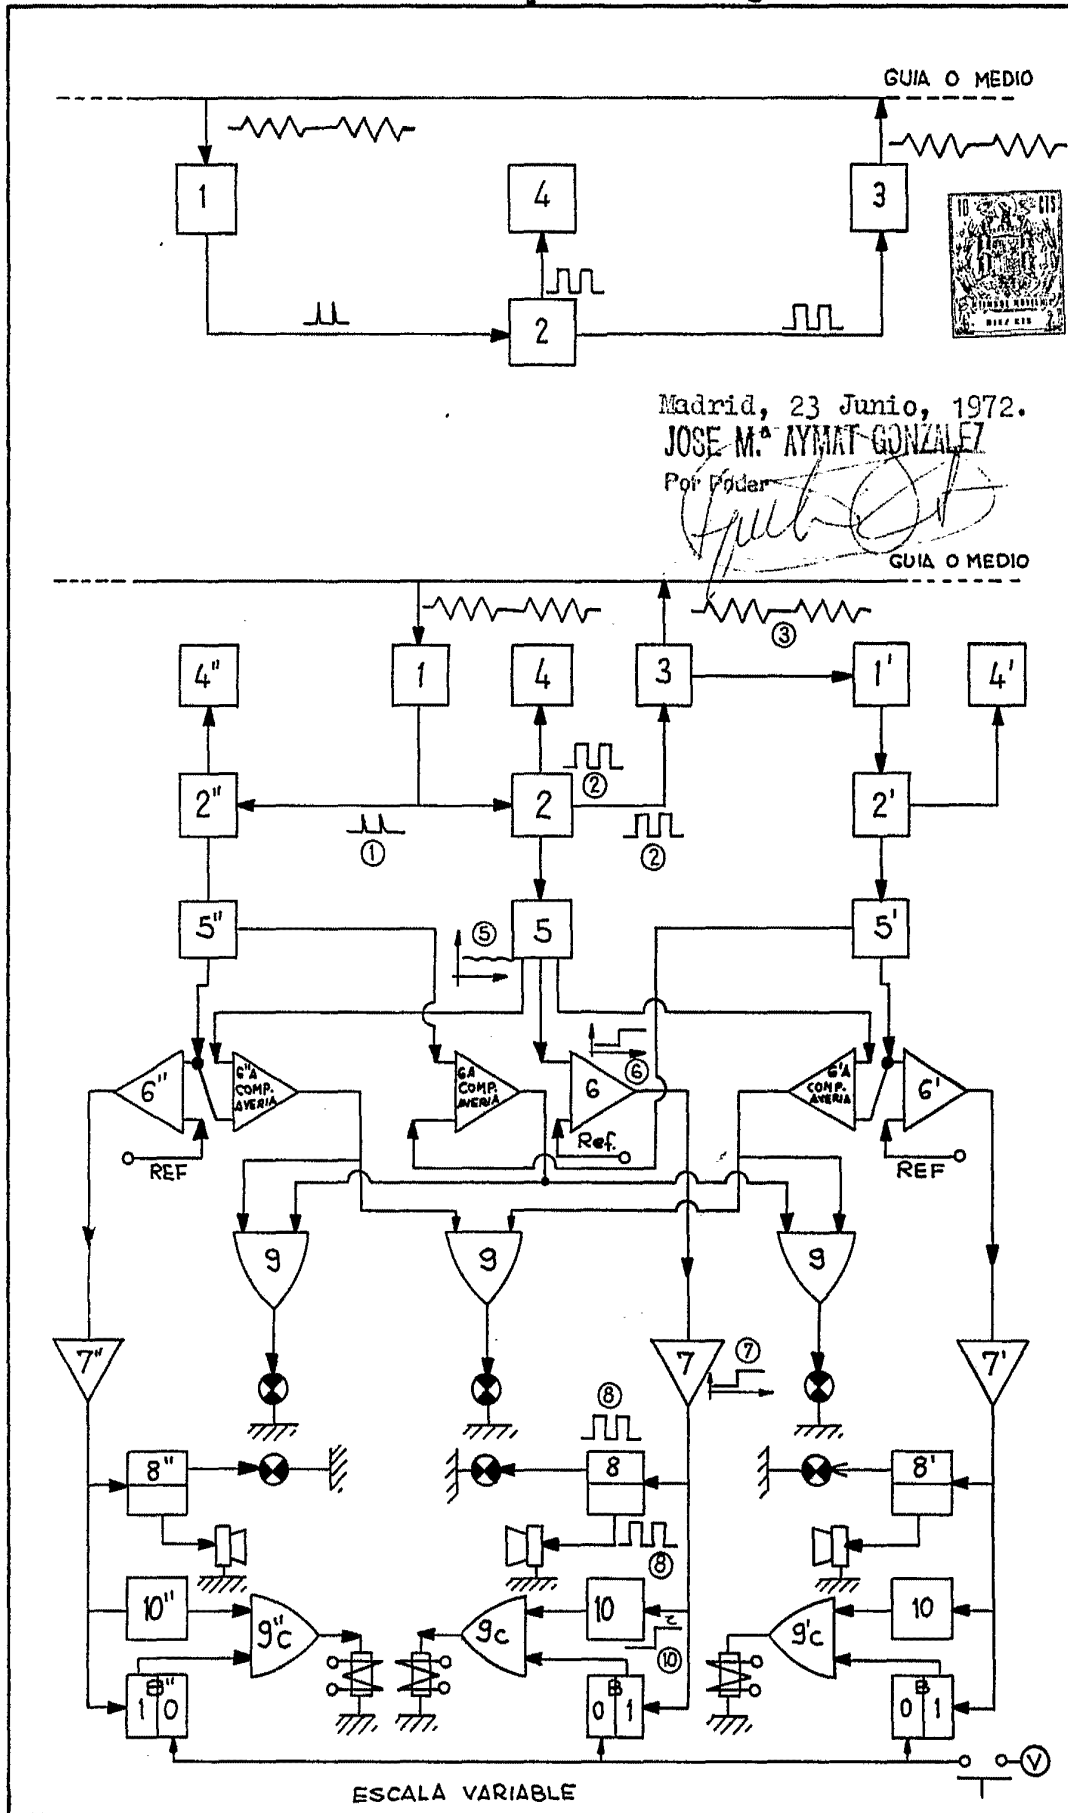 GUIA O MEDIO
1
4
3
2
10 CTS
Madrid, 23 Junio, 1972.
JOSE M.ª AYMAT GONZALEZ
Por Poder
GUIA O MEDIO
3
4"
1
4
3
1'
4'
2
2"
2
2'
1
2
5"
5
5
5'
6
6"
6"A COMP. AVERIA
6A COMP. AVERIA
6
6'A COMP. AVERIA
6'
REF
Ref.
REF
9
9
9
7"
7
7
7'
8
8"
8
8'
8
10"
9"c
9c
10
τ
10
9'c
10
B"
1 0
B
0 1
B
0 1
V
ESCALA VARIABLE